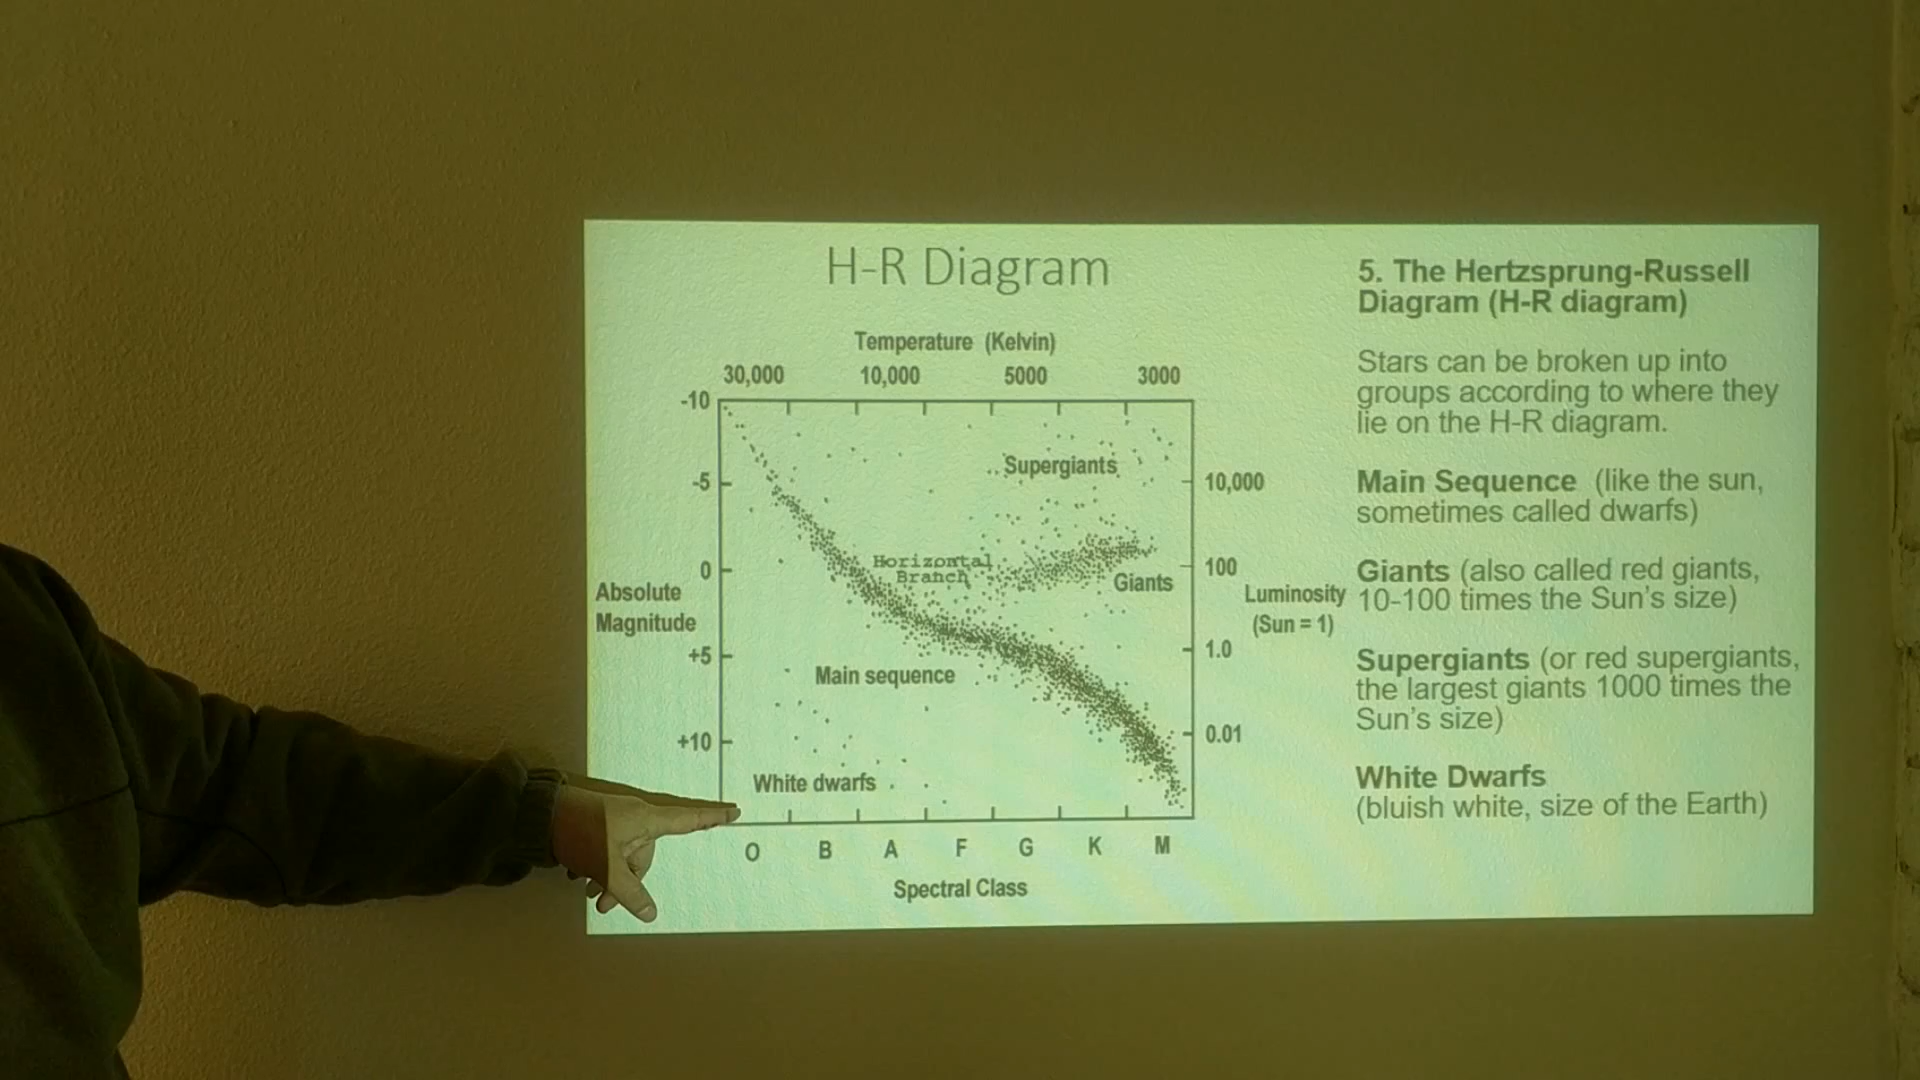 H-R Diagram
Temperature (Kelvin)
30,000 10,000 5000 3000
-10
-5
0
+5
+10
Absolute
Magnitude
Supergiants
Horizontal
Branch
Giants
Main sequence
White dwarfs
10,000
100
1.0
0.01
Luminosity
(Sun = 1)
O B A F G K M
Spectral Class
5. The Hertzsprung-Russell
Diagram (H-R diagram)
Stars can be broken up into
groups according to where they
lie on the H-R diagram.
Main Sequence (like the sun,
sometimes called dwarfs)
Giants (also called red giants,
10-100 times the Sun's size)
Supergiants (or red supergiants,
the largest giants 1000 times the
Sun's size)
White Dwarfs
(bluish white, size of the Earth)